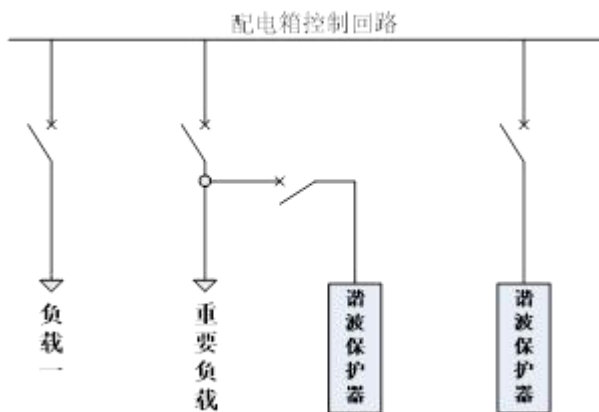 配电箱控制回路
负载一
重要负载
谐波保护器
谐波保护器